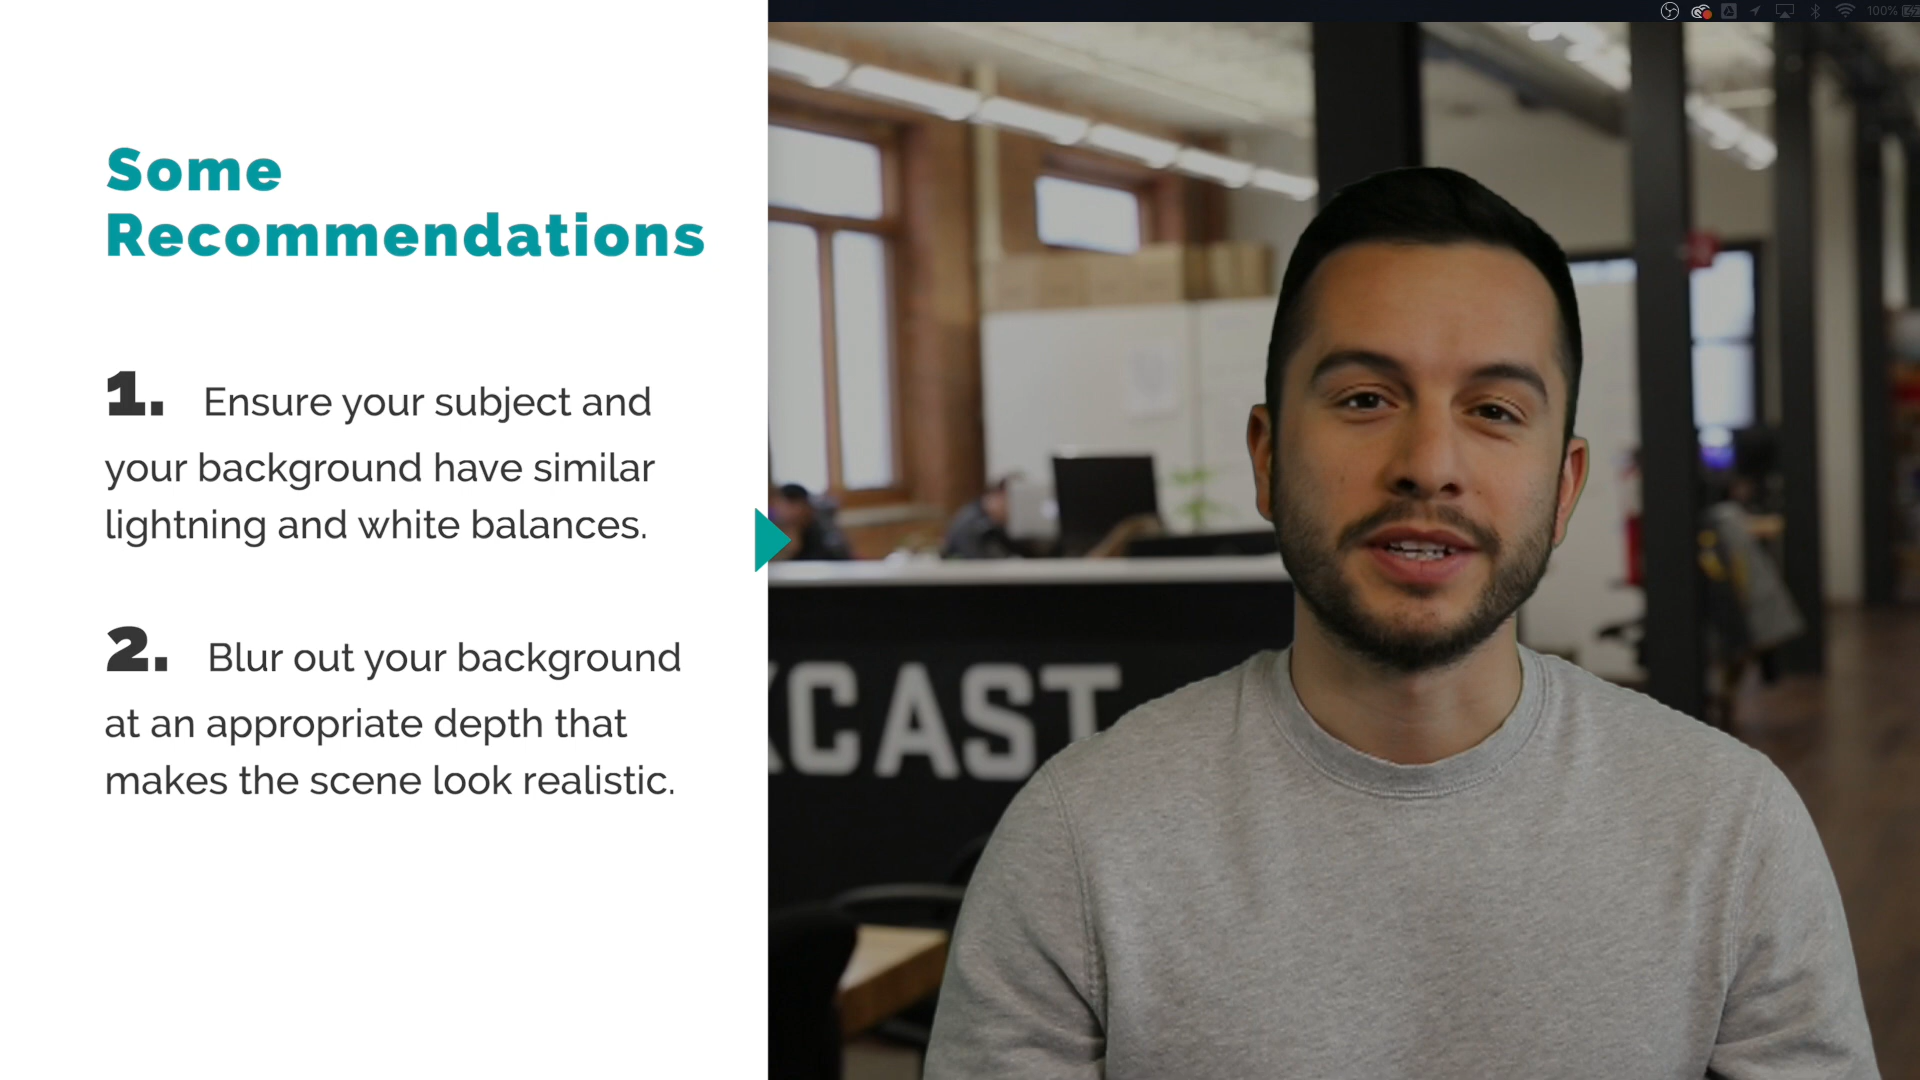 Some
Recommendations
1. Ensure your subject and
your background have similar
lightning and white balances.
2. Blur out your background
at an appropriate depth that
makes the scene look realistic.
100%
CAST